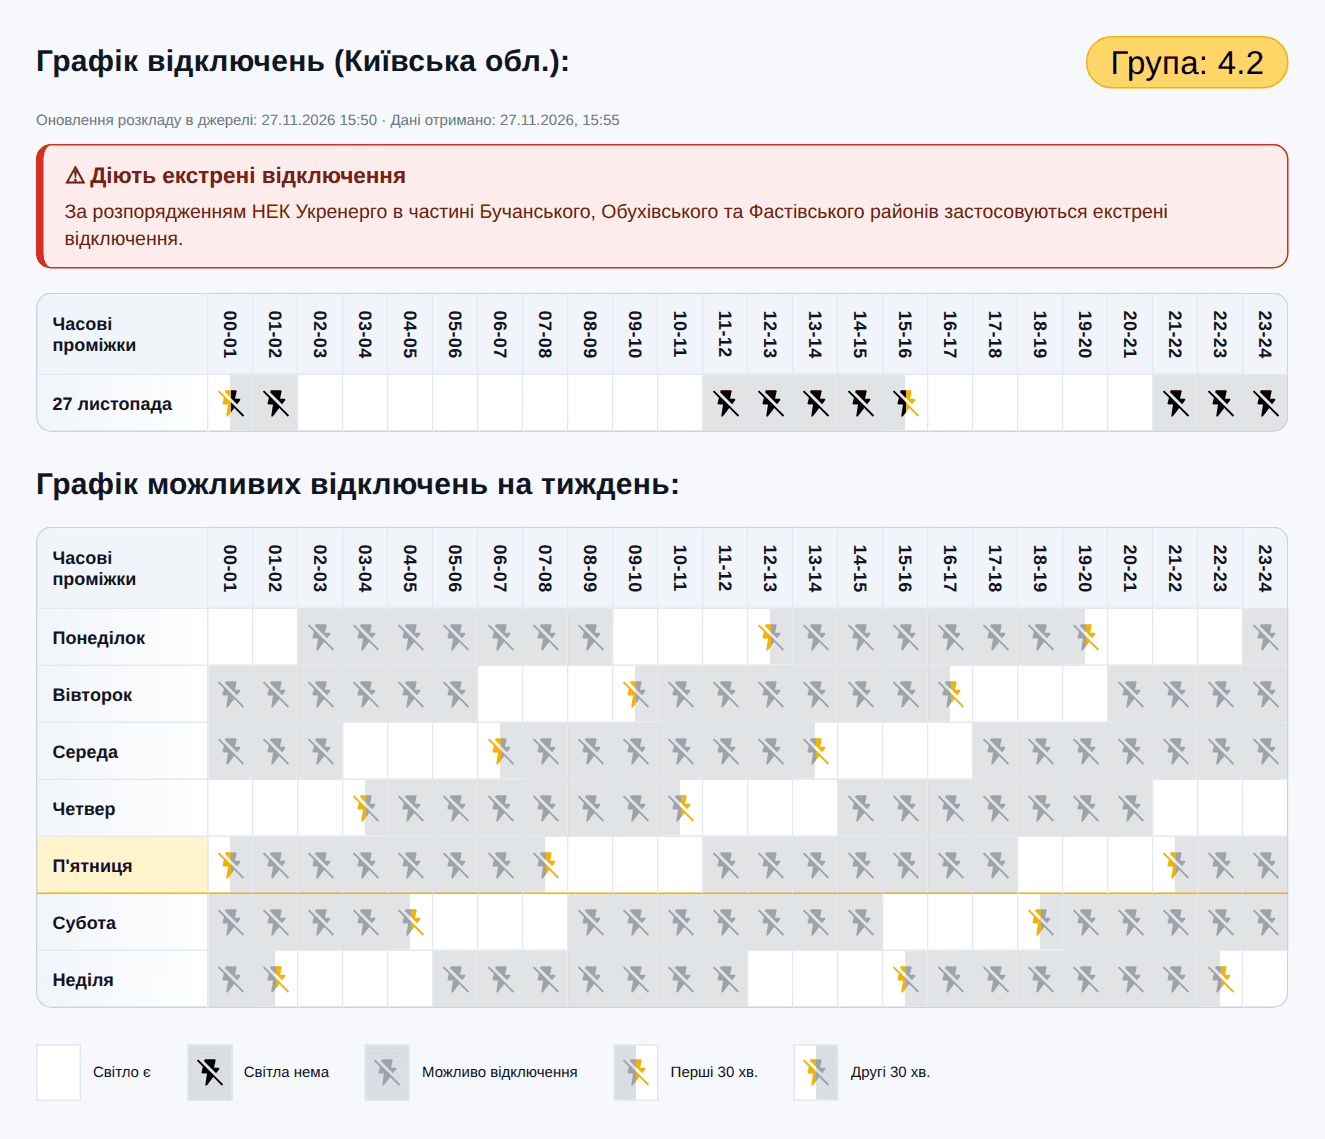 Графік відключень (Київська обл.):
Група: 4.2
Оновлення розкладу в джерелі: 27.11.2026 15:50 · Дані отримано: 27.11.2026, 15:55
⚠ Діють екстрені відключення
За розпорядженням НЕК Укренерго в частині Бучанського, Обухівського та Фастівського районів застосовуються екстрені
відключення.
Часові
проміжки
00-01 01-02 02-03 03-04 04-05 05-06 06-07 07-08 08-09 09-10 10-11 11-12 12-13 13-14 14-15 15-16 16-17 17-18 18-19 19-20 20-21 21-22 22-23 23-24
27 листопада
Графік можливих відключень на тиждень:
Часові
проміжки
00-01 01-02 02-03 03-04 04-05 05-06 06-07 07-08 08-09 09-10 10-11 11-12 12-13 13-14 14-15 15-16 16-17 17-18 18-19 19-20 20-21 21-22 22-23 23-24
Понеділок
Вівторок
Середа
Четвер
П'ятниця
Субота
Неділя
Світло є
Світла нема
Можливо відключення
Перші 30 хв.
Другі 30 хв.